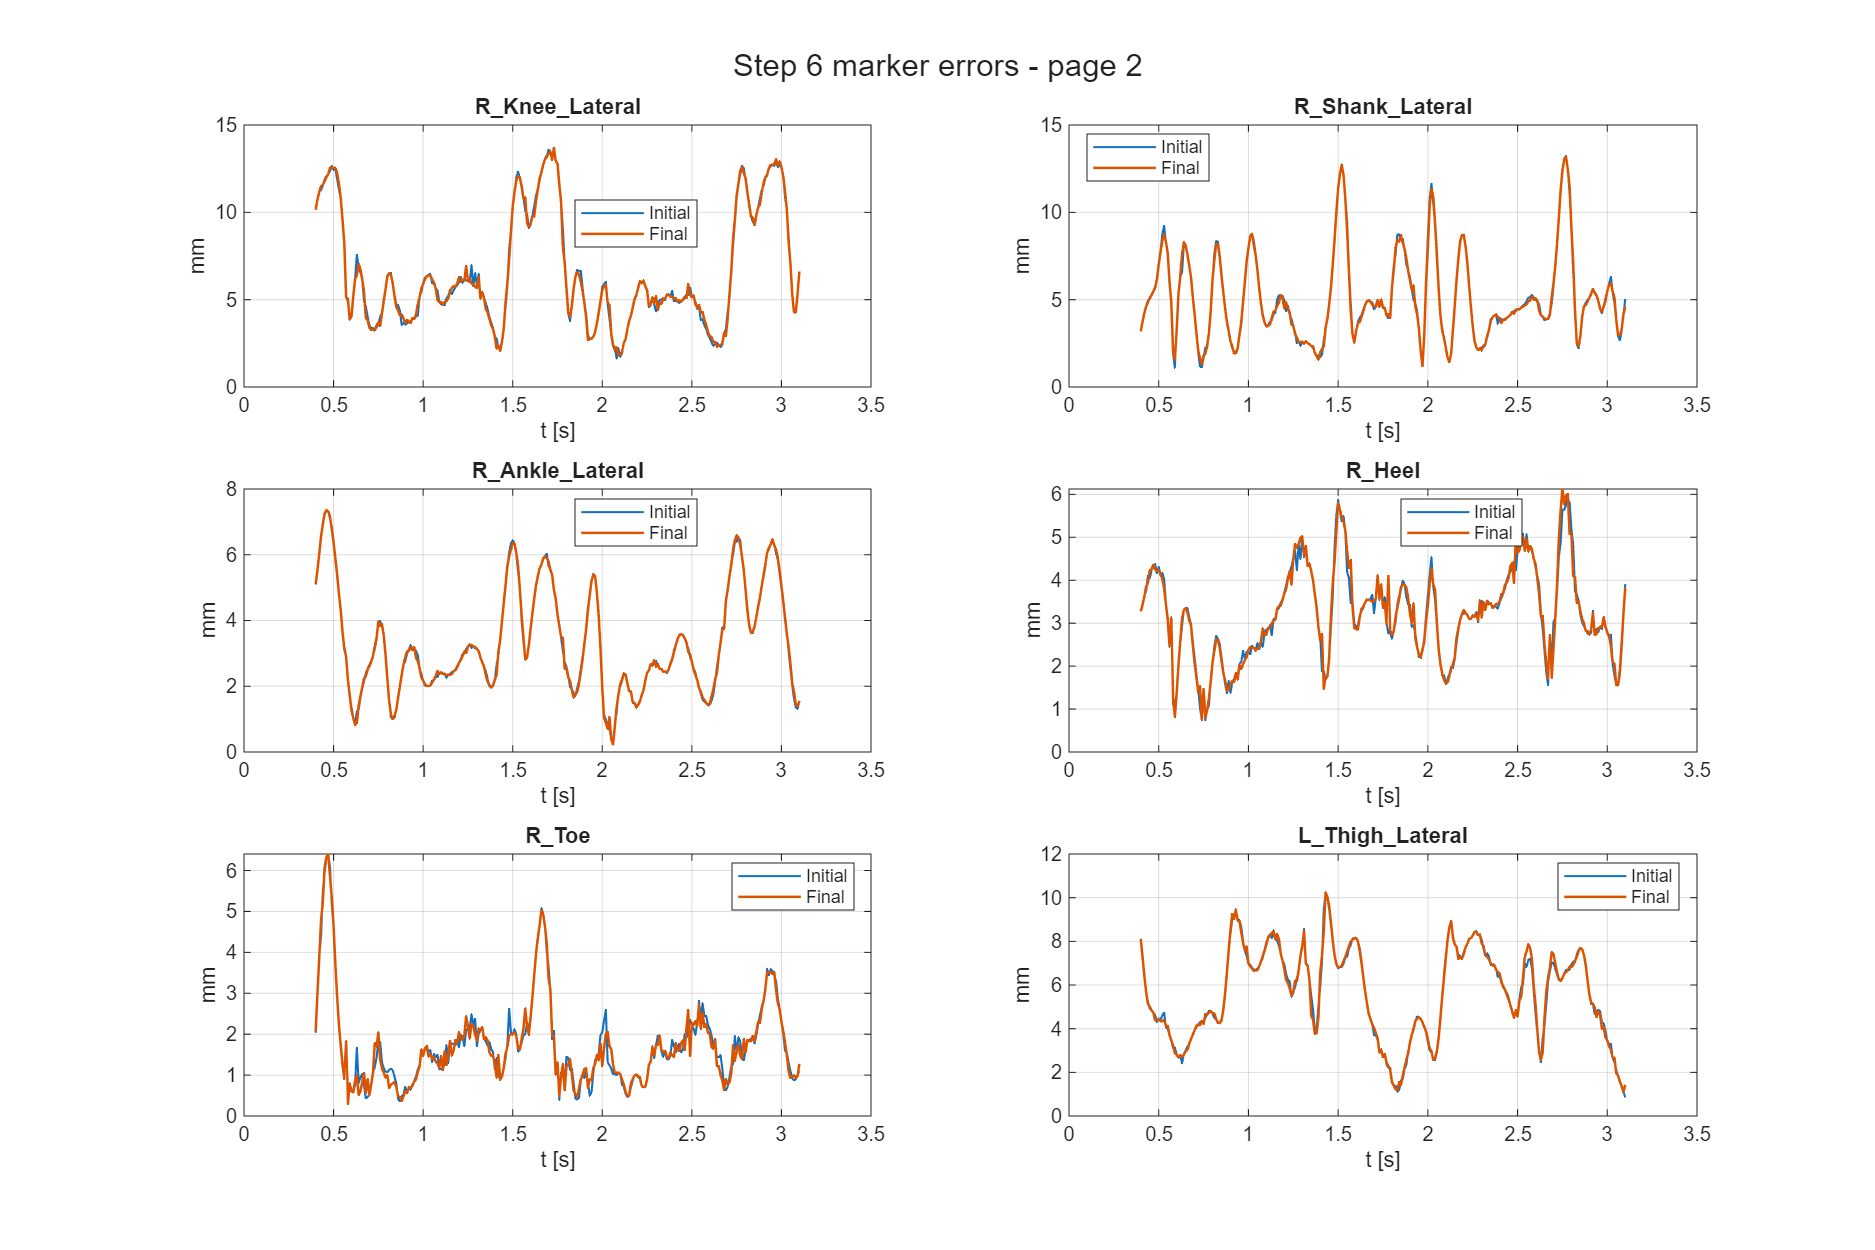 Step 6 marker errors - page 2
R_Knee_Lateral
15
10
5
0
mm
0 0.5 1 1.5 2 2.5 3 3.5
t [s]
Initial
Final
R_Shank_Lateral
15
10
5
0
mm
0 0.5 1 1.5 2 2.5 3 3.5
t [s]
Initial
Final
R_Ankle_Lateral
8
6
4
2
0
mm
0 0.5 1 1.5 2 2.5 3 3.5
t [s]
Initial
Final
R_Heel
6
5
4
3
2
1
0
mm
0 0.5 1 1.5 2 2.5 3 3.5
t [s]
Initial
Final
R_Toe
6
5
4
3
2
1
0
mm
0 0.5 1 1.5 2 2.5 3 3.5
t [s]
Initial
Final
L_Thigh_Lateral
12
10
8
6
4
2
0
mm
0 0.5 1 1.5 2 2.5 3 3.5
t [s]
Initial
Final